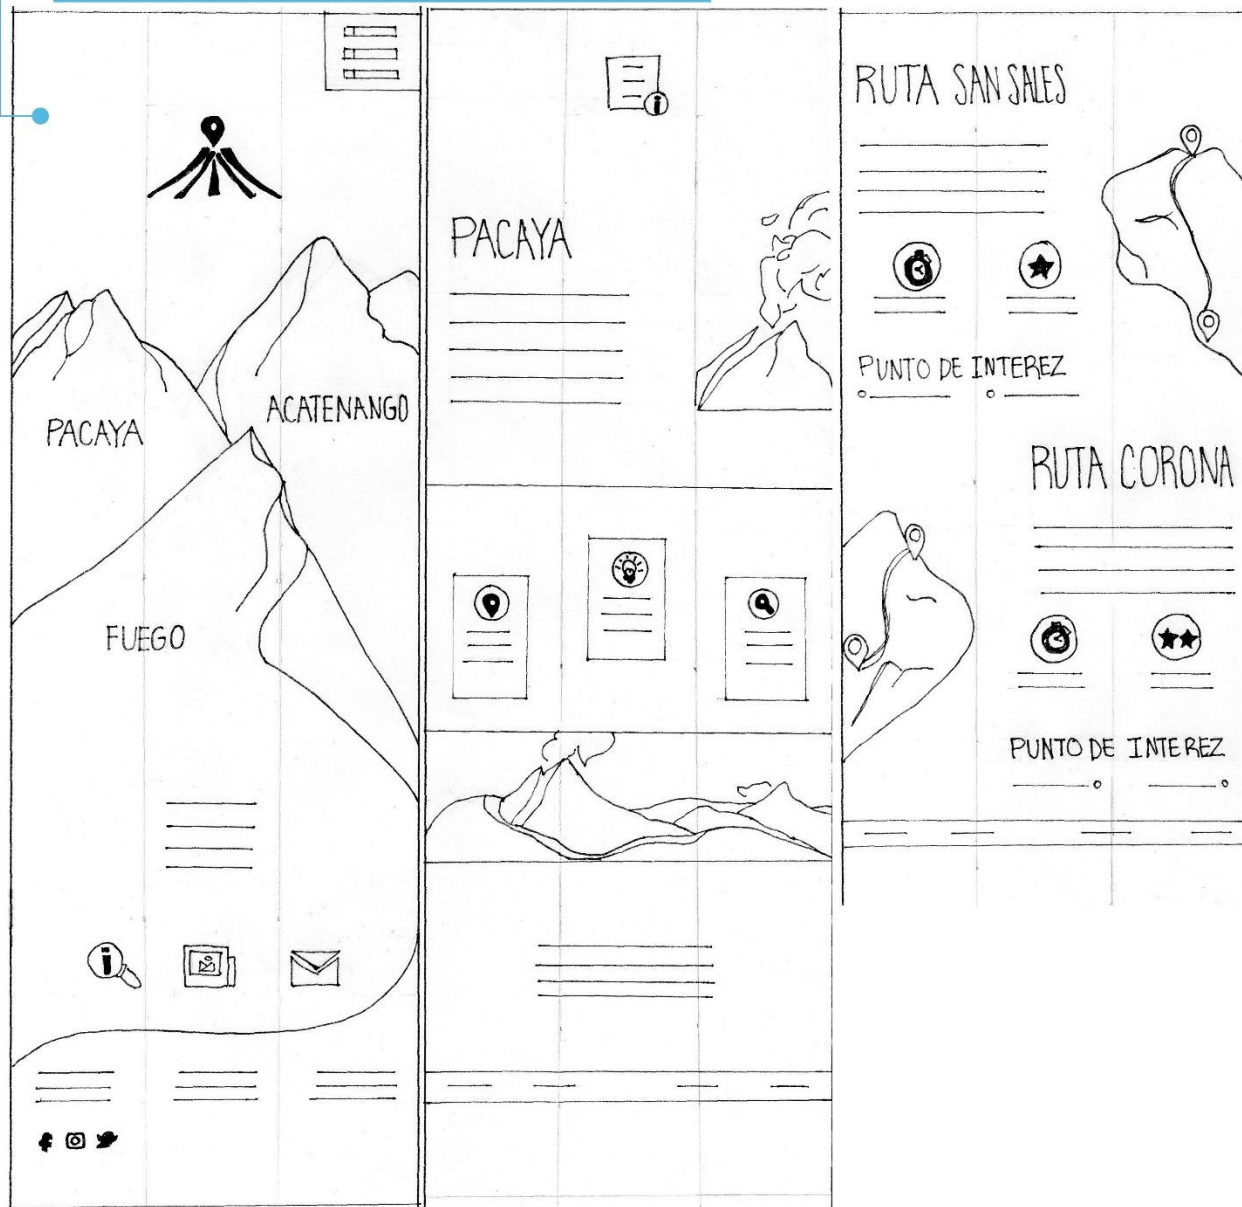 PACAYA
ACATENANGO
FUEGO
PACAYA
RUTA SAN SALES
PUNTO DE INTEREZ
RUTA CORONA
PUNTO DE INTEREZ